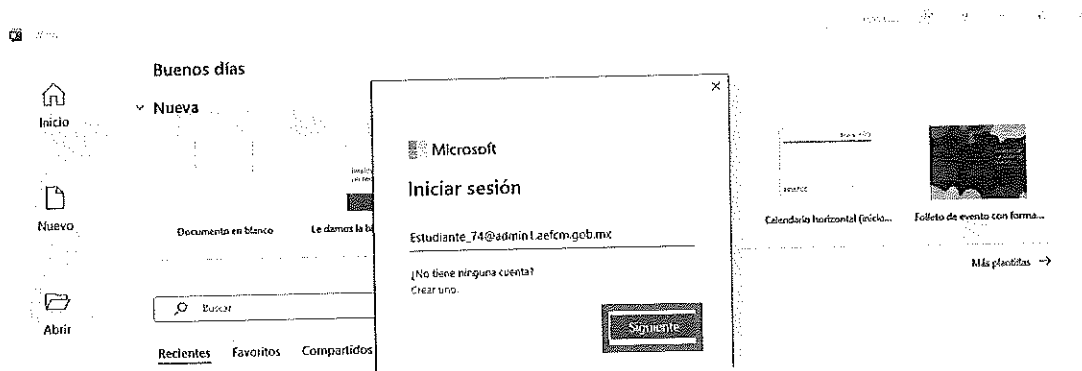 Buenos días
Inicio
Nueva
Microsoft
Iniciar sesión
Nuevo
Documento en blanco
Le damos la bi
Estudiante_74@admin1.aefcm.gob.mx
Calendario horizontal (inicio...
Folleto de evento con forma...
¿No tiene ninguna cuenta?
Crear uno.
Más plantillas
Abrir
Buscar
Siguiente
Recientes Favoritos Compartidos